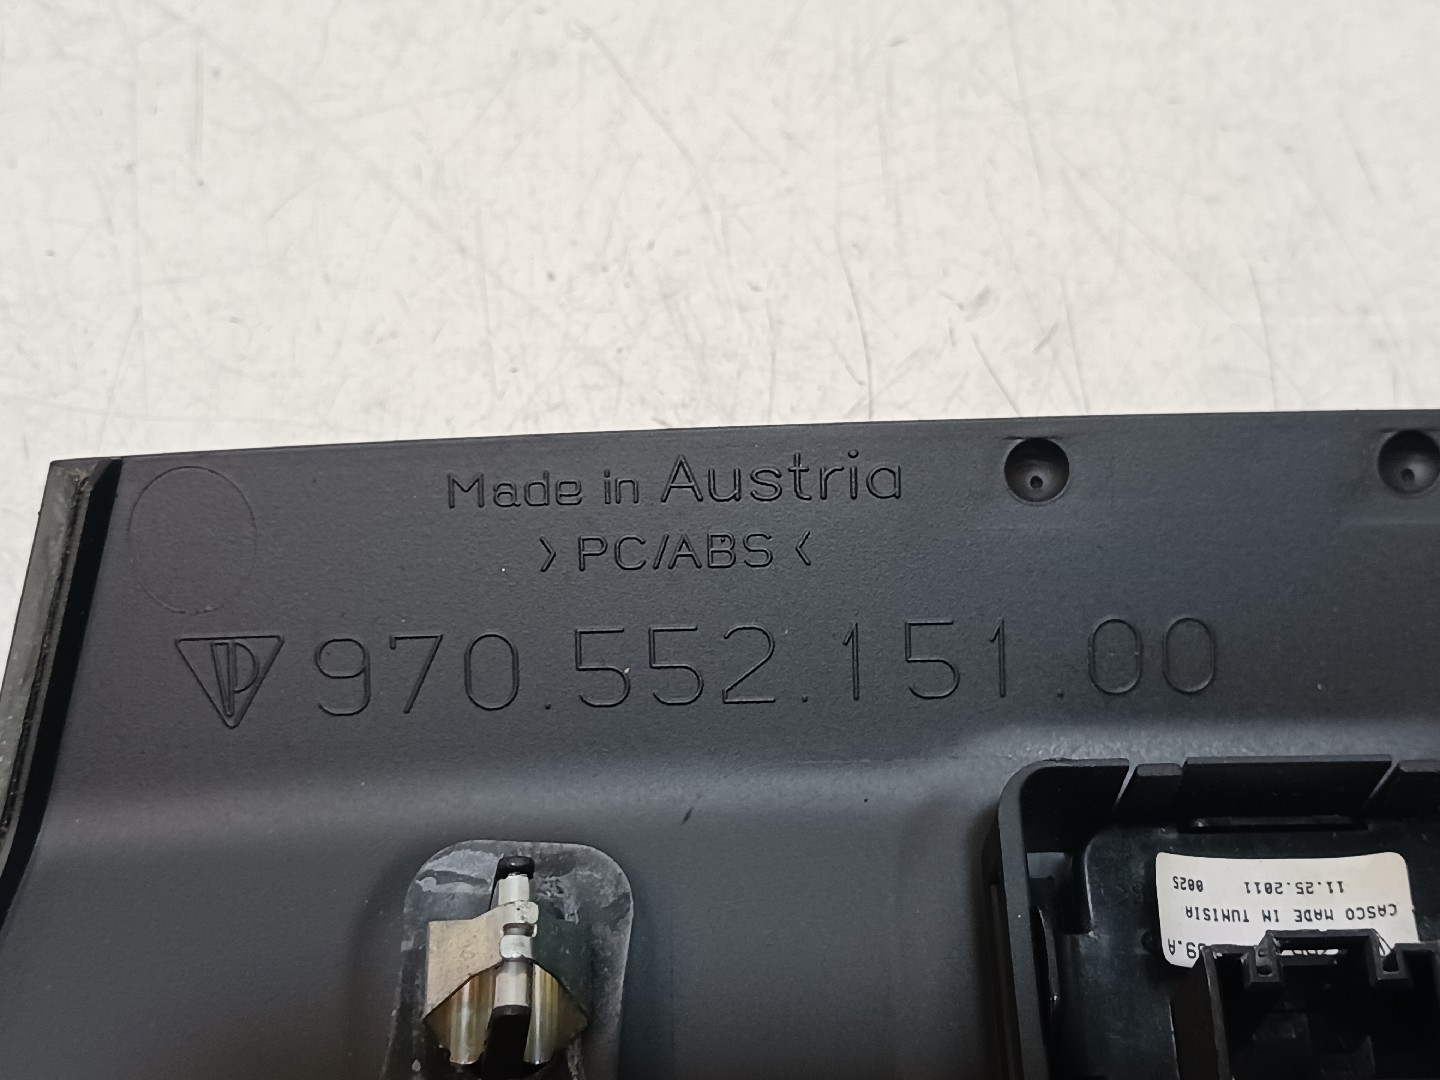 Made in Austria
>PC/ABS<
970.552.151.00
CASCO MADE IN TUNISIA
11.25.2011 0025